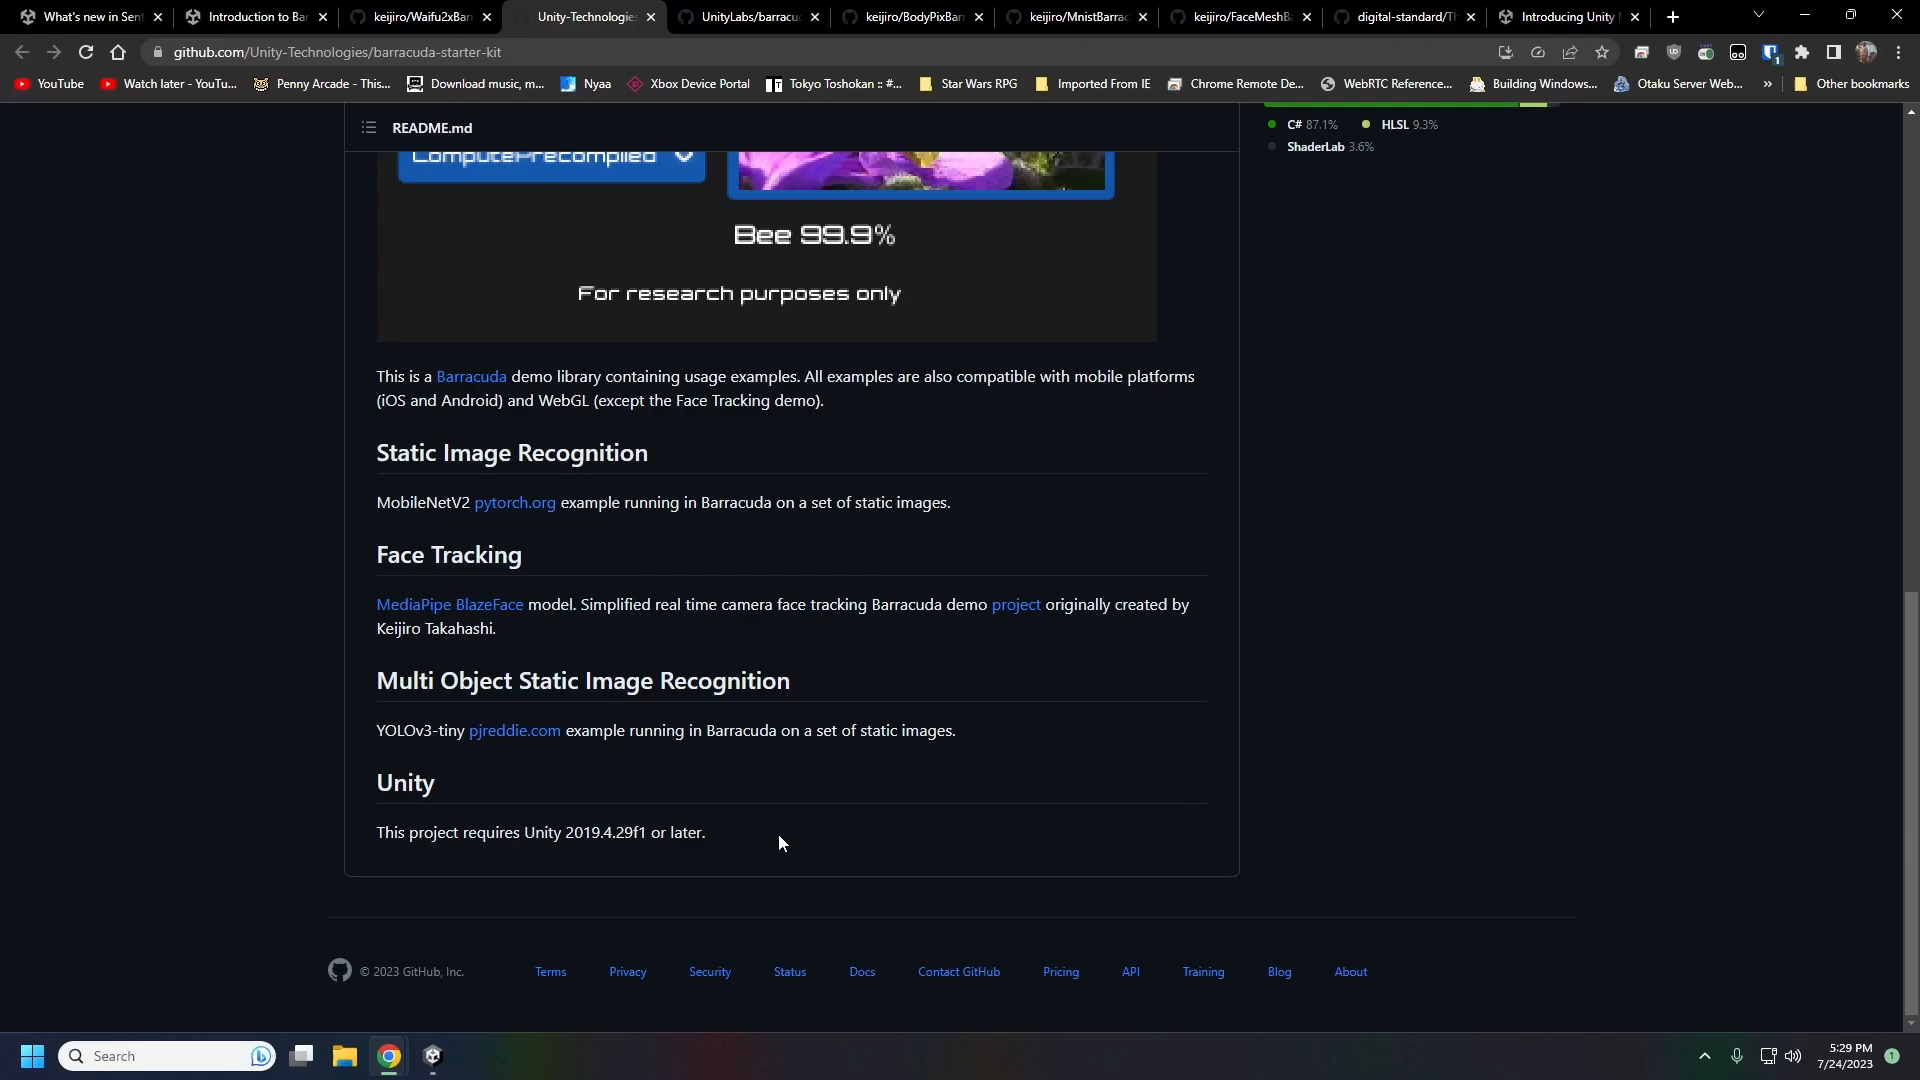 What's new in Sent
Introduction to Bar
keijiro/Waifu2xBarr
Unity-Technologies
UnityLabs/barracud
keijiro/BodyPixBarr
keijiro/MnistBarrac
keijiro/FaceMeshBa
digital-standard/Th
Introducing Unity M
github.com/Unity-Technologies/barracuda-starter-kit
YouTube
Watch later - YouTu...
Penny Arcade - This...
Download music, m...
Nyaa
Xbox Device Portal
Tokyo Toshokan :: #...
Star Wars RPG
Imported From IE
Chrome Remote De...
WebRTC Reference...
Building Windows...
Otaku Server Web...
»
Other bookmarks
README.md
C# 87.1%
HLSL 9.3%
ShaderLab 3.6%
ComputePrecompiled
Bee 99.9%
For research purposes only
This is a Barracuda demo library containing usage examples. All examples are also compatible with mobile platforms
(iOS and Android) and WebGL (except the Face Tracking demo).
Static Image Recognition
MobileNetV2 pytorch.org example running in Barracuda on a set of static images.
Face Tracking
MediaPipe BlazeFace model. Simplified real time camera face tracking Barracuda demo project originally created by
Keijiro Takahashi.
Multi Object Static Image Recognition
YOLOv3-tiny pjreddie.com example running in Barracuda on a set of static images.
Unity
This project requires Unity 2019.4.29f1 or later.
© 2023 GitHub, Inc.
Terms
Privacy
Security
Status
Docs
Contact GitHub
Pricing
API
Training
Blog
About
Search
5:29 PM
7/24/2023
1